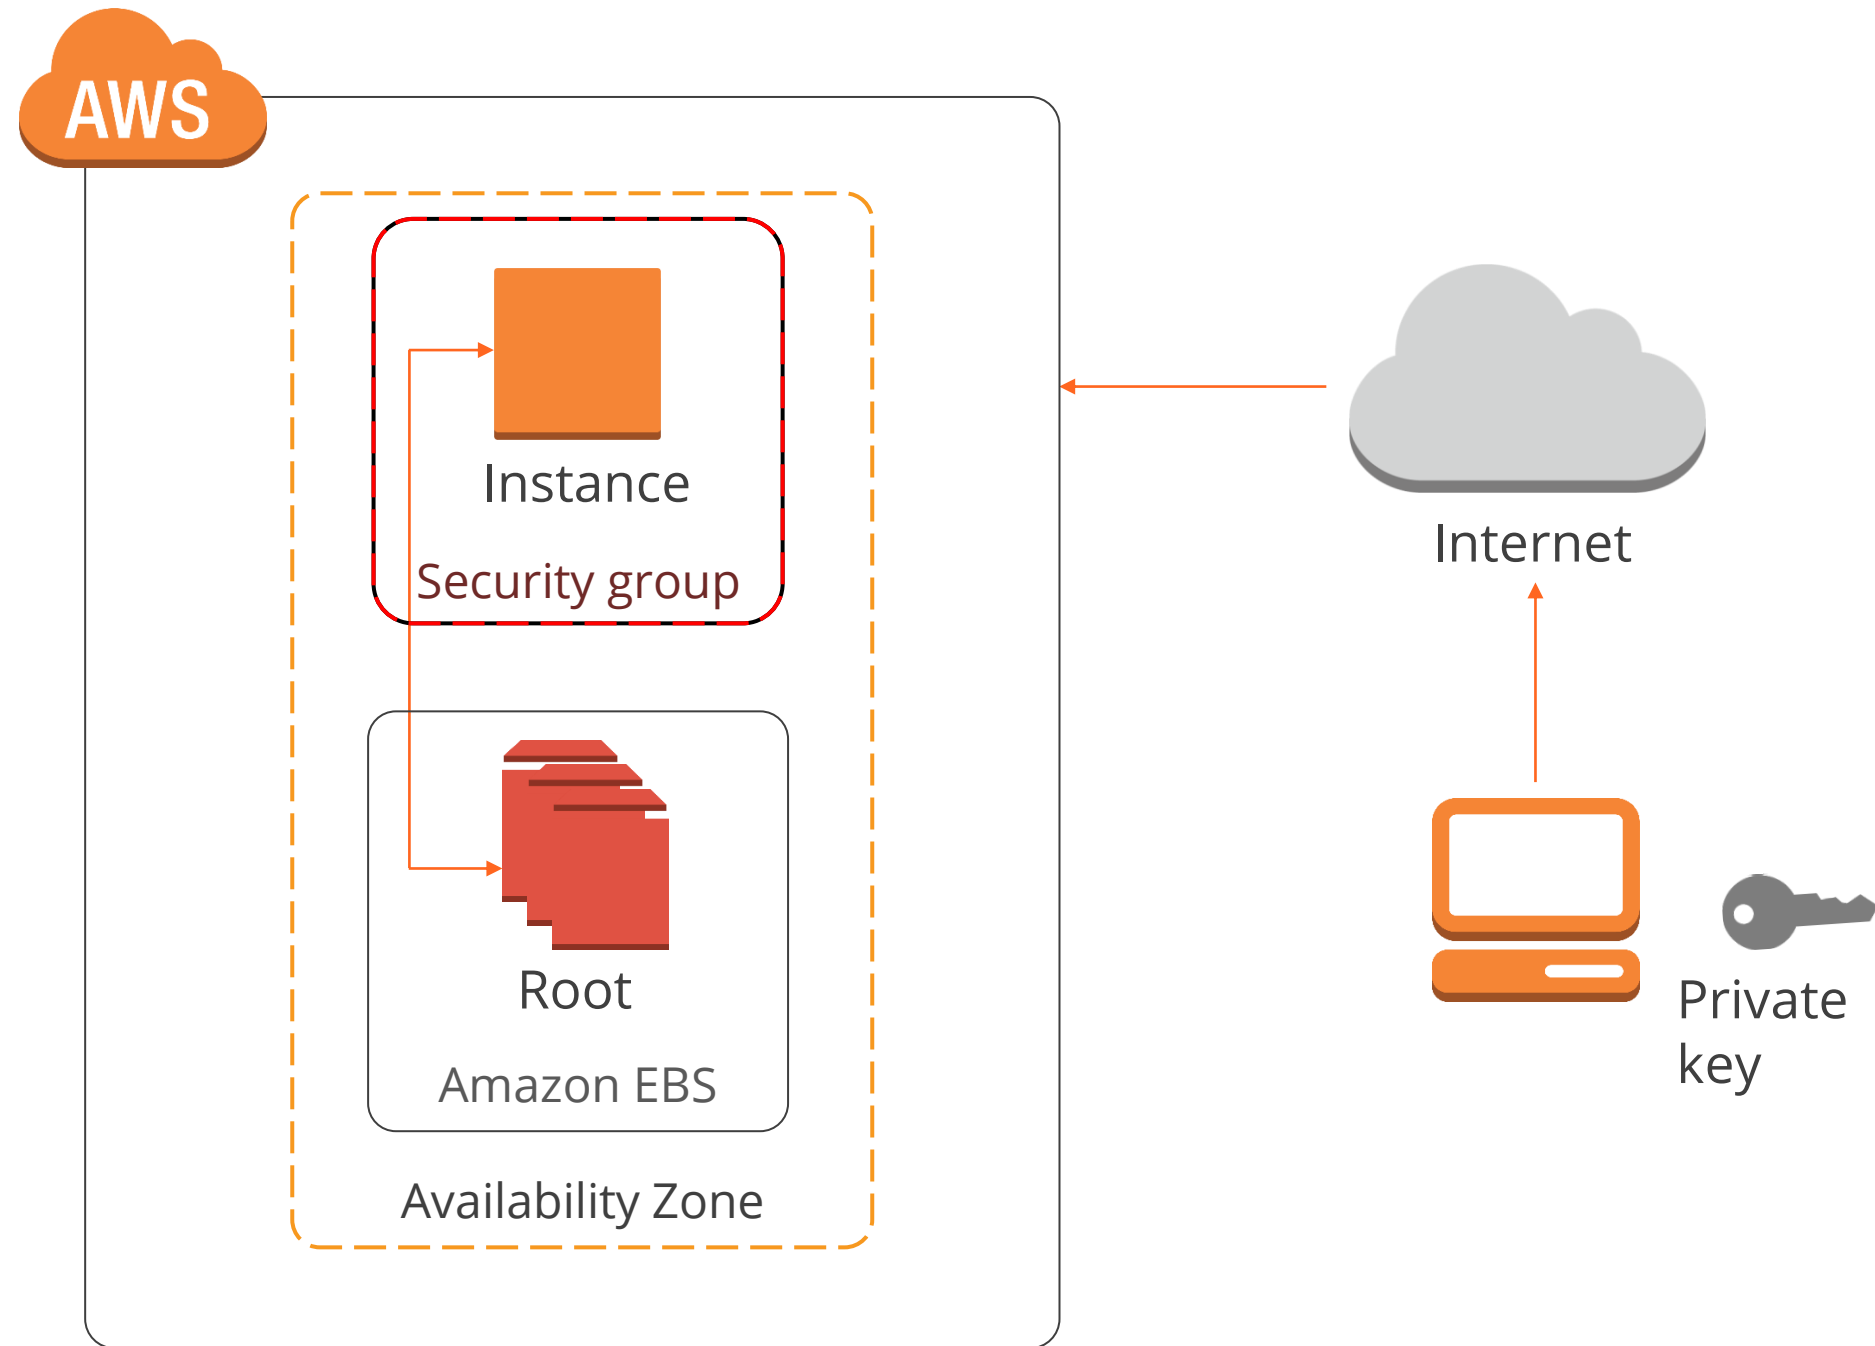 AWS
Instance
Security group
Root
Amazon EBS
Availability Zone
Internet
Private
key